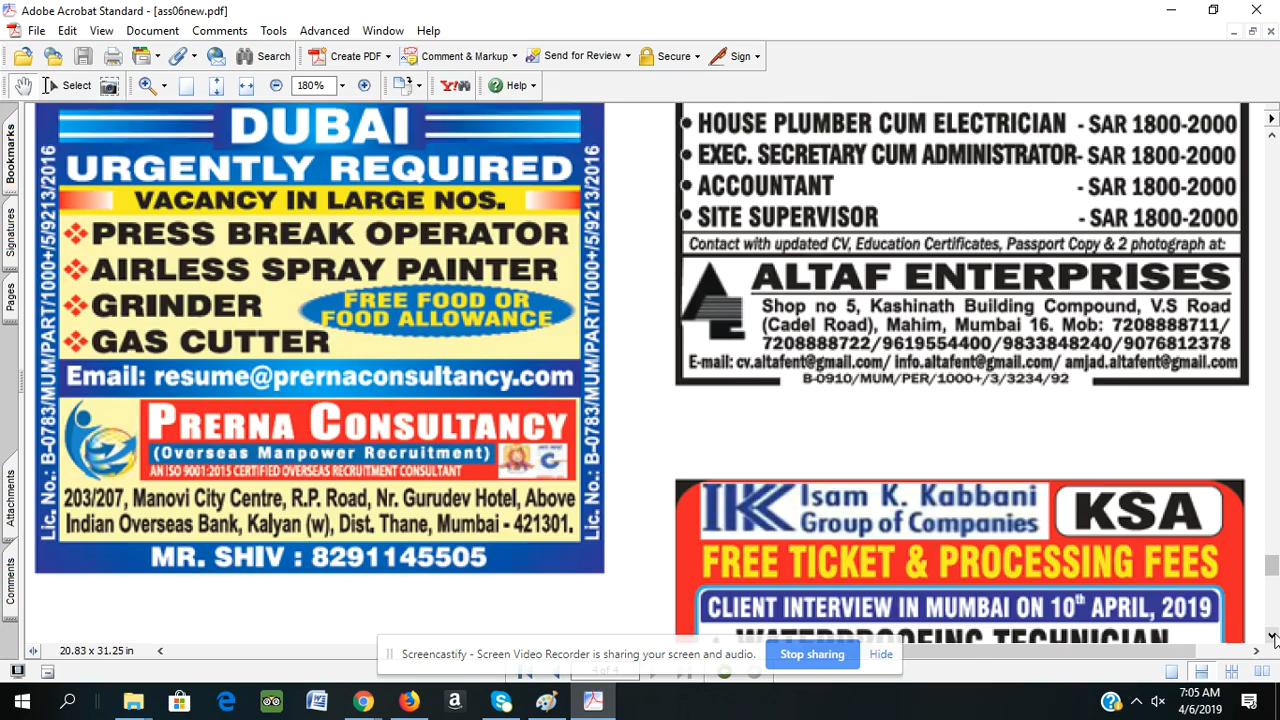 Adobe Acrobat Standard - [ass06new.pdf]
File Edit View Document Comments Tools Advanced Window Help
Search Create PDF Comment & Markup Send for Review Secure Sign
Select 180% Y! Help
Bookmarks
Signatures
Pages
Attachments
Comments
DUBAI
URGENTLY REQUIRED
VACANCY IN LARGE NOS.
PRESS BREAK OPERATOR
AIRLESS SPRAY PAINTER
GRINDER
GAS CUTTER
FREE FOOD OR
FOOD ALLOWANCE
Email: resume@prernaconsultancy.com
PRERNA CONSULTANCY
(Overseas Manpower Recruitment)
AN ISO 9001:2015 CERTIFIED OVERSEAS RECRUITMENT CONSULTANT
203/207, Manovi City Centre, R.P. Road, Nr. Gurudev Hotel, Above
Indian Overseas Bank, Kalyan (w), Dist. Thane, Mumbai - 421301.
MR. SHIV : 8291145505
Lic. No.: B-0783/MUM/PART/1000+/5/9213/2016
Lic. No.: B-0783/MUM/PART/1000+/5/9213/2016
• HOUSE PLUMBER CUM ELECTRICIAN - SAR 1800-2000
• EXEC. SECRETARY CUM ADMINISTRATOR- SAR 1800-2000
• ACCOUNTANT - SAR 1800-2000
• SITE SUPERVISOR - SAR 1800-2000
Contact with updated CV, Education Certificates, Passport Copy & 2 photograph at:
ALTAF ENTERPRISES
Shop no 5, Kashinath Building Compound, V.S Road
(Cadel Road), Mahim, Mumbai 16. Mob: 7208888711/
7208888722/9619554400/9833848240/9076812378
E-mail: cv.altafent@gmail.com/ info.altafent@gmail.com/ amjad.altafent@gmail.com
B-0910/MUM/PER/1000+/3/3234/92
IKK Isam K. Kabbani
Group of Companies
KSA
FREE TICKET & PROCESSING FEES
CLIENT INTERVIEW IN MUMBAI ON 10th APRIL, 2019
WATERPROOFING TECHNICIAN
20.83 x 31.25 in
Screencastify - Screen Video Recorder is sharing your screen and audio. Stop sharing Hide
4 of 4
7:05 AM
4/6/2019